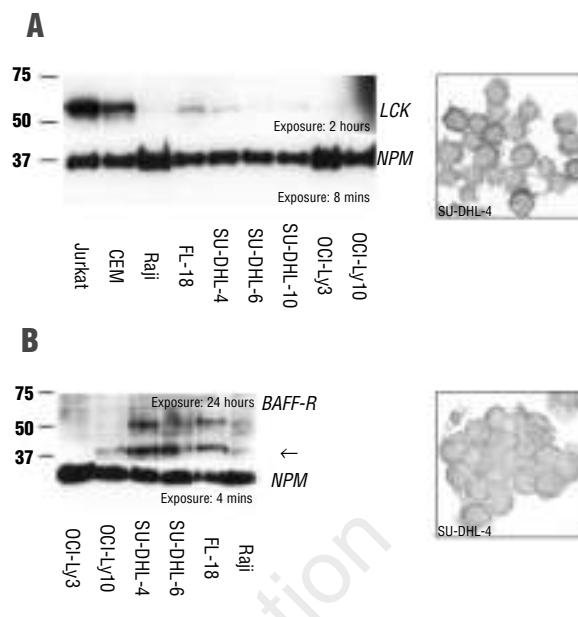 A
75
LCK
50
Exposure: 2 hours
37
NPM
Exposure: 8 mins
SU-DHL-4
Jurkat
CEM
Raji
FL-18
SU-DHL-4
SU-DHL-6
SU-DHL-10
OCI-Ly3
OCI-Ly10
B
75
Exposure: 24 hours
BAFF-R
50
37
←
NPM
Exposure: 4 mins
SU-DHL-4
OCI-Ly3
OCI-Ly10
SU-DHL-4
SU-DHL-6
FL-18
Raji
tion